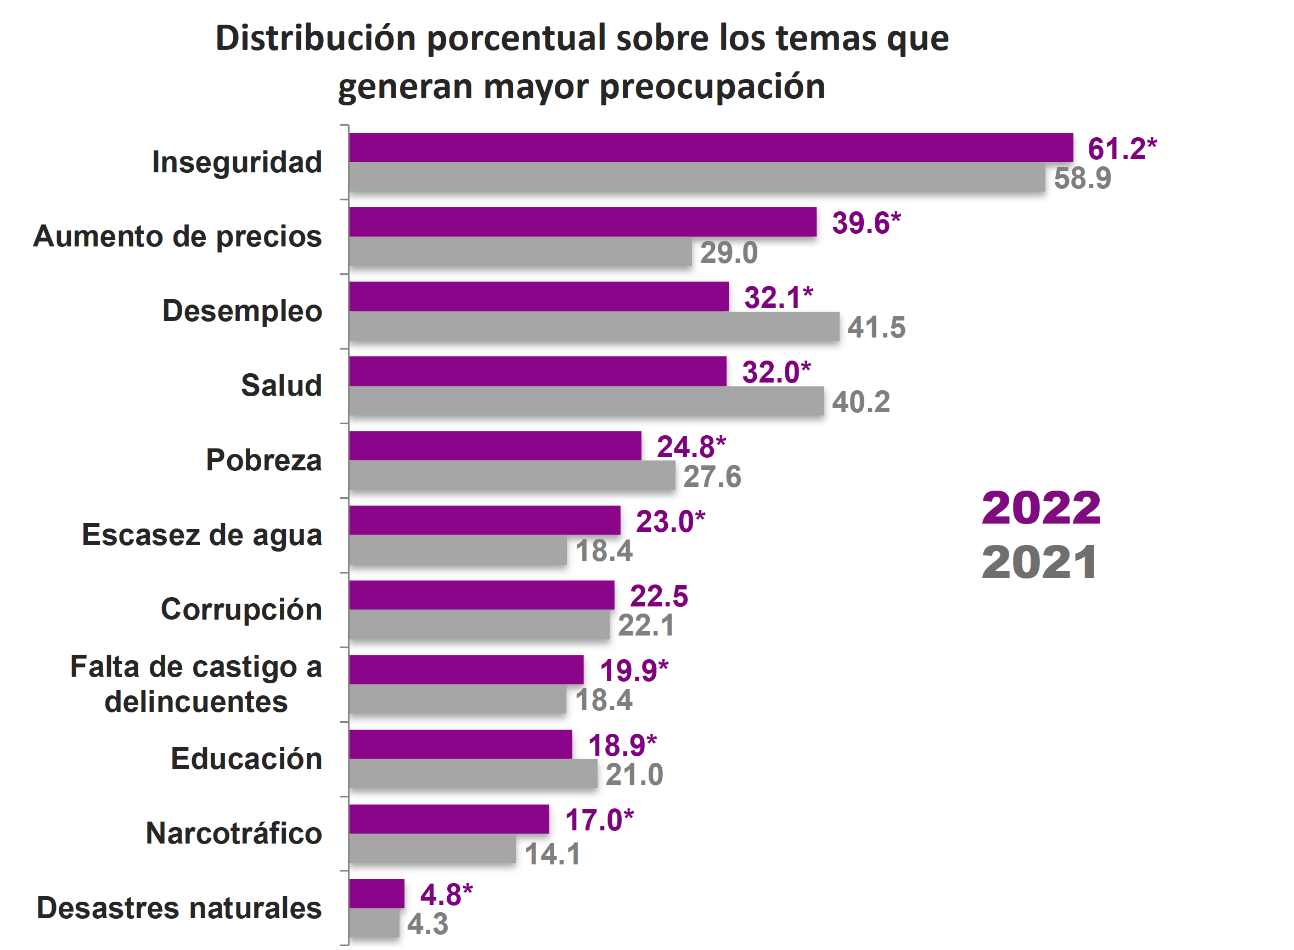 Distribución porcentual sobre los temas que
generan mayor preocupación
Inseguridad
61.2*
58.9
Aumento de precios
39.6*
29.0
Desempleo
32.1*
41.5
Salud
32.0*
40.2
Pobreza
24.8*
27.6
Escasez de agua
23.0*
18.4
Corrupción
22.5
22.1
Falta de castigo a
delincuentes
19.9*
18.4
Educación
18.9*
21.0
Narcotráfico
17.0*
14.1
Desastres naturales
4.8*
4.3
2022
2021